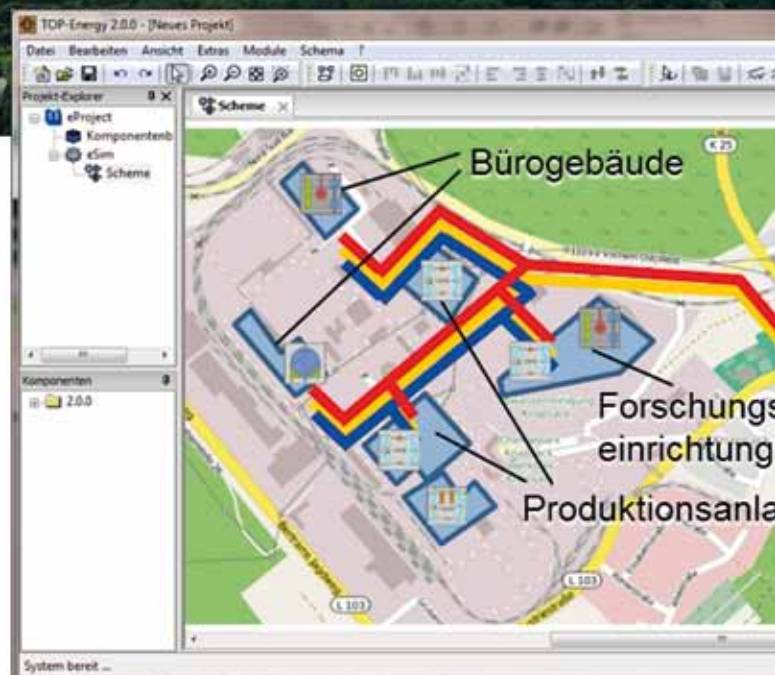 TOP-Energy 2.0.0 - [Neues Projekt]
Datei Bearbeiten Ansicht Extras Module Schema ?
Projekt-Explorer
eProject
Komponentenb
eSim
Scheme
Scheme
Komponenten
2.0.0
Bürogebäude
K 25
Forschungs
einrichtung
Produktionsanla
L 103
L 103
System bereit ...